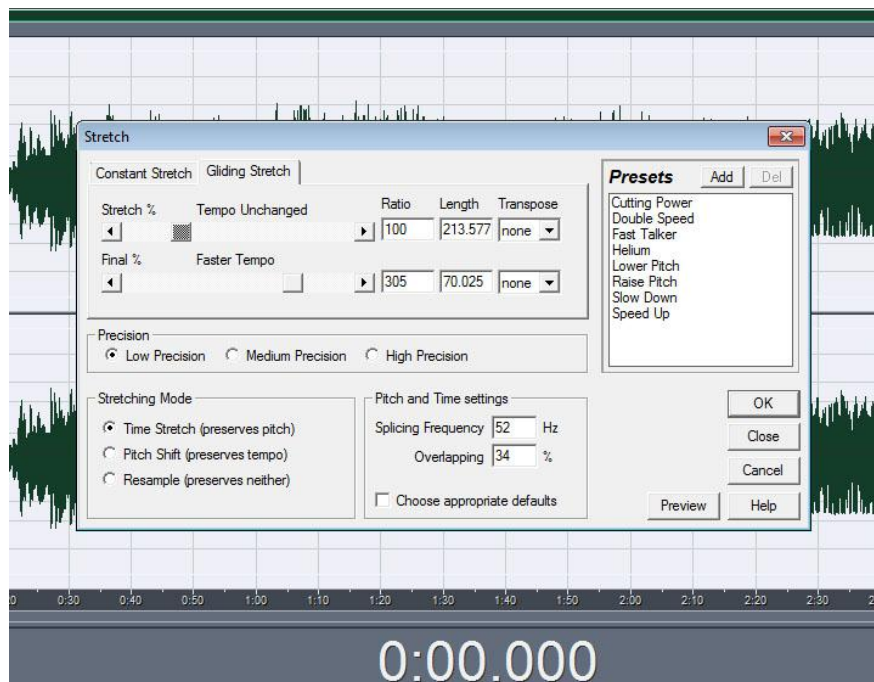 Stretch
Constant Stretch Gliding Stretch
Stretch % Tempo Unchanged Ratio Length Transpose
100 213.577 none
Final % Faster Tempo
305 70.025 none
Presets Add Del
Cutting Power
Double Speed
Fast Talker
Helium
Lower Pitch
Raise Pitch
Slow Down
Speed Up
Precision
Low Precision Medium Precision High Precision
Stretching Mode
Time Stretch (preserves pitch)
Pitch Shift (preserves tempo)
Resample (preserves neither)
Pitch and Time settings
Splicing Frequency 52 Hz
Overlapping 34 %
Choose appropriate defaults
OK
Close
Cancel
Preview Help
0:30 0:40 0:50 1:00 1:10 1:20 1:30 1:40 1:50 2:00 2:10 2:20 2:30
0:00.000